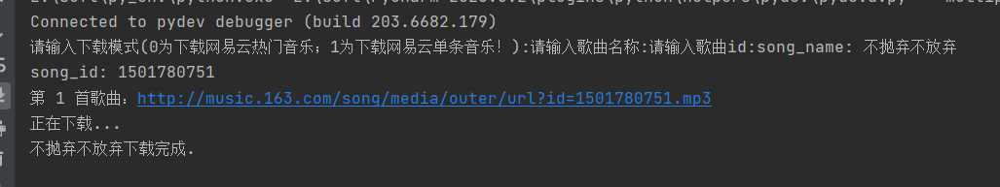 Connected to pydev debugger (build 203.6682.179)
请输入下载模式(0为下载网易云热门音乐；1为下载网易云单条音乐！):请输入歌曲名称:请输入歌曲id:song_name: 不抛弃不放弃
song_id: 1501780751
第 1 首歌曲：http://music.163.com/song/media/outer/url?id=1501780751.mp3
正在下载...
不抛弃不放弃下载完成.